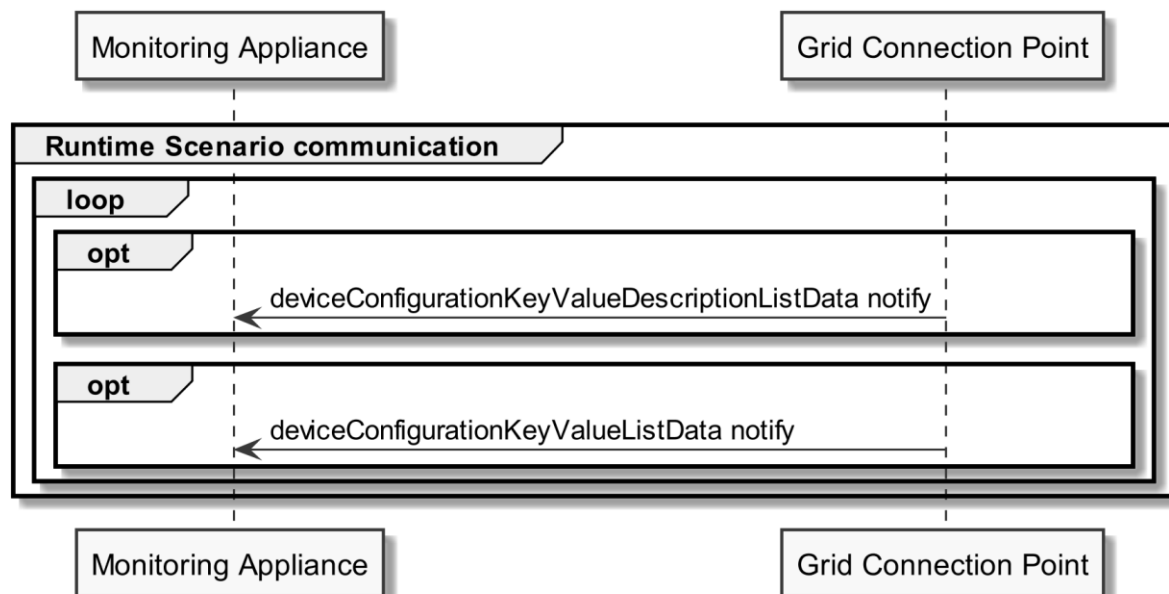 Monitoring Appliance
Grid Connection Point
Runtime Scenario communication
loop
opt
deviceConfigurationKeyValueDescriptionListData notify
opt
deviceConfigurationKeyValueListData notify
Monitoring Appliance
Grid Connection Point